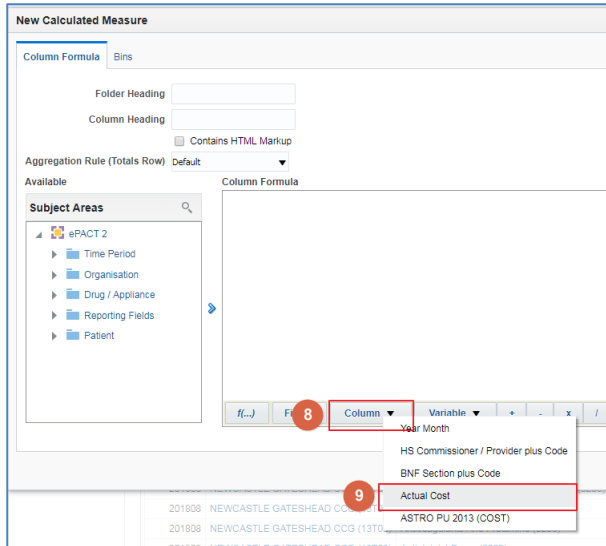 New Calculated Measure
Column Formula Bins
Folder Heading
Column Heading
Contains HTML Markup
Aggregation Rule (Totals Row) Default
Available Column Formula
Subject Areas
ePACT 2
Time Period
Organisation
Drug / Appliance
Reporting Fields
Patient
f(...) 8 Column Variable + - x /
Year Month
HS Commissioner / Provider plus Code
BNF Section plus Code
9 Actual Cost
ASTRO PU 2013 (COST)
201808 NEWCASTLE GATESHEAD CCG
201808 NEWCASTLE GATESHEAD CCG (13T0